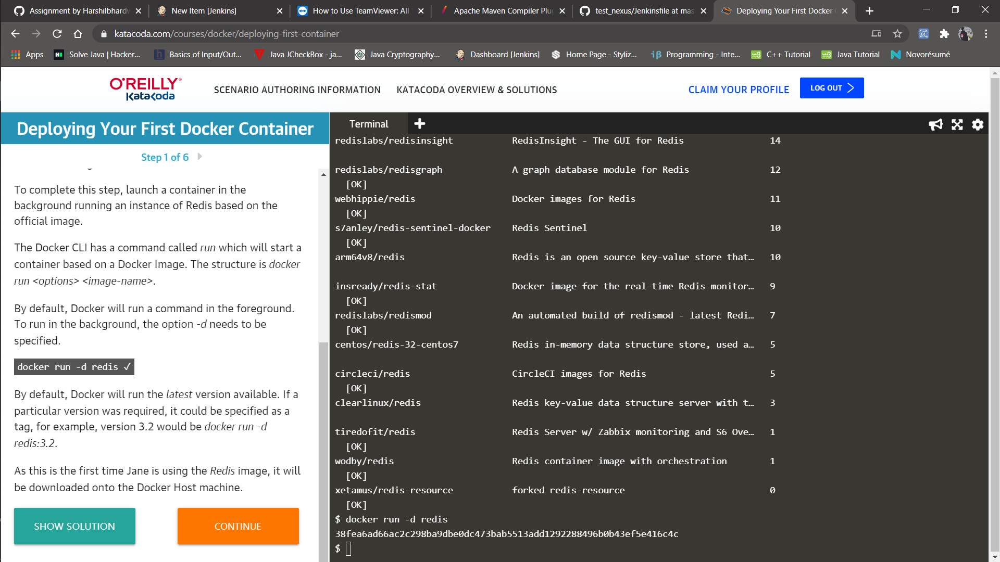 Assignment by Harshilbhardw
New Item [Jenkins]
How to Use TeamViewer: All
Apache Maven Compiler Plu
test_nexus/Jenkinsfile at mas
Deploying Your First Docker
katacoda.com/courses/docker/deploying-first-container
Apps
Solve Java | Hacker...
Basics of Input/Out...
Java JCheckBox - ja...
Java Cryptography...
Dashboard [Jenkins]
Home Page - Styliz...
Programming - Inte...
C++ Tutorial
Java Tutorial
Novorésumé
O'REILLY®
Katacoda
SCENARIO AUTHORING INFORMATION
KATACODA OVERVIEW & SOLUTIONS
CLAIM YOUR PROFILE
LOG OUT
Deploying Your First Docker Container
Step 1 of 6
To complete this step, launch a container in the
background running an instance of Redis based on the
official image.
The Docker CLI has a command called run which will start a
container based on a Docker Image. The structure is docker
run <options> <image-name>.
By default, Docker will run a command in the foreground.
To run in the background, the option -d needs to be
specified.
docker run -d redis ✓
By default, Docker will run the latest version available. If a
particular version was required, it could be specified as a
tag, for example, version 3.2 would be docker run -d
redis:3.2.
As this is the first time Jane is using the Redis image, it will
be downloaded onto the Docker Host machine.
SHOW SOLUTION
CONTINUE
Terminal
redislabs/redisinsight RedisInsight - The GUI for Redis 14
redislabs/redisgraph A graph database module for Redis 12
[OK]
webhippie/redis Docker images for Redis 11
[OK]
s7anley/redis-sentinel-docker Redis Sentinel 10
[OK]
arm64v8/redis Redis is an open source key-value store that… 10
insready/redis-stat Docker image for the real-time Redis monitor… 9
[OK]
redislabs/redismod An automated build of redismod - latest Redi… 7
[OK]
centos/redis-32-centos7 Redis in-memory data structure store, used a… 5
circleci/redis CircleCI images for Redis 5
[OK]
clearlinux/redis Redis key-value data structure server with t… 3
tiredofit/redis Redis Server w/ Zabbix monitoring and S6 Ove… 1
[OK]
wodby/redis Redis container image with orchestration 1
[OK]
xetamus/redis-resource forked redis-resource 0
[OK]
$ docker run -d redis
38fea6ad66ac2c298ba9dbe0dc473bab5513add1292288496b0b43ef5e416c4c
$